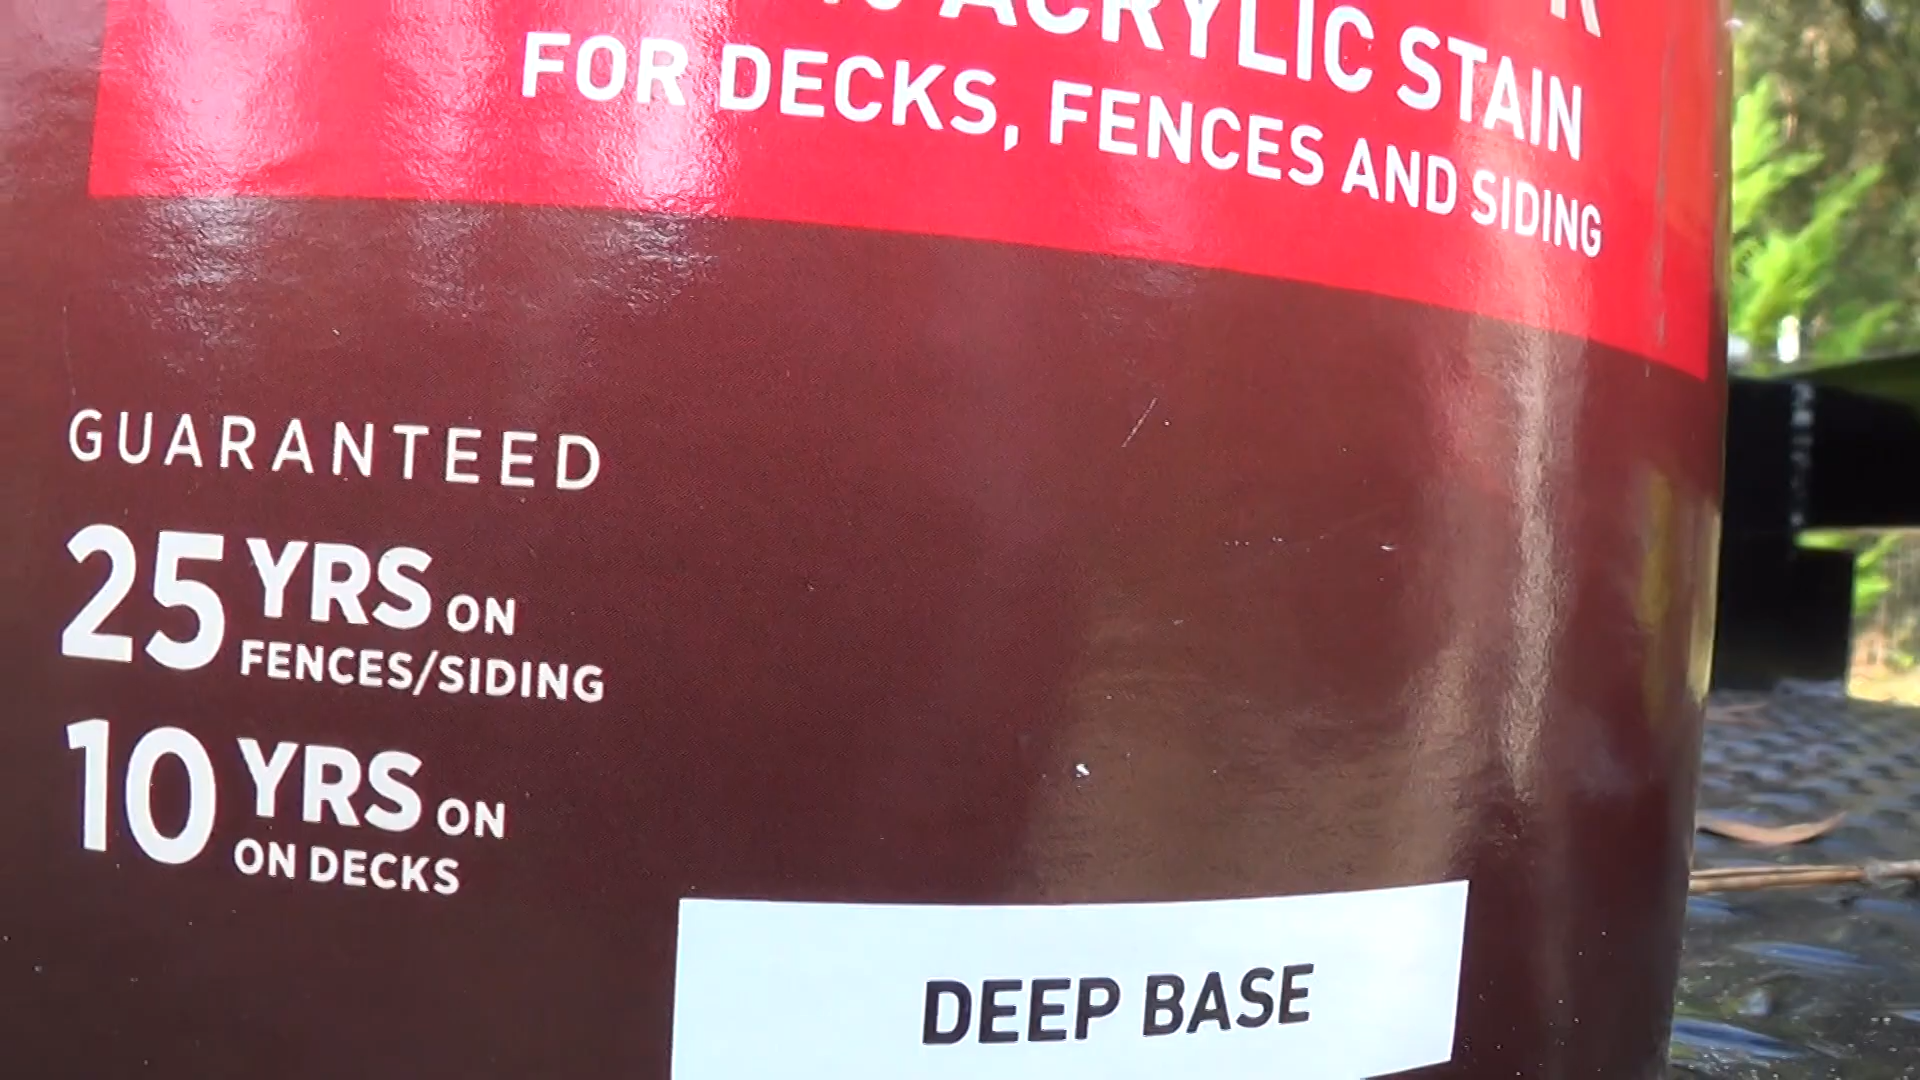 ACRYLIC STAIN
FOR DECKS, FENCES AND SIDING
GUARANTEED
25 YRS ON
FENCES/SIDING
10 YRS ON
ON DECKS
DEEP BASE